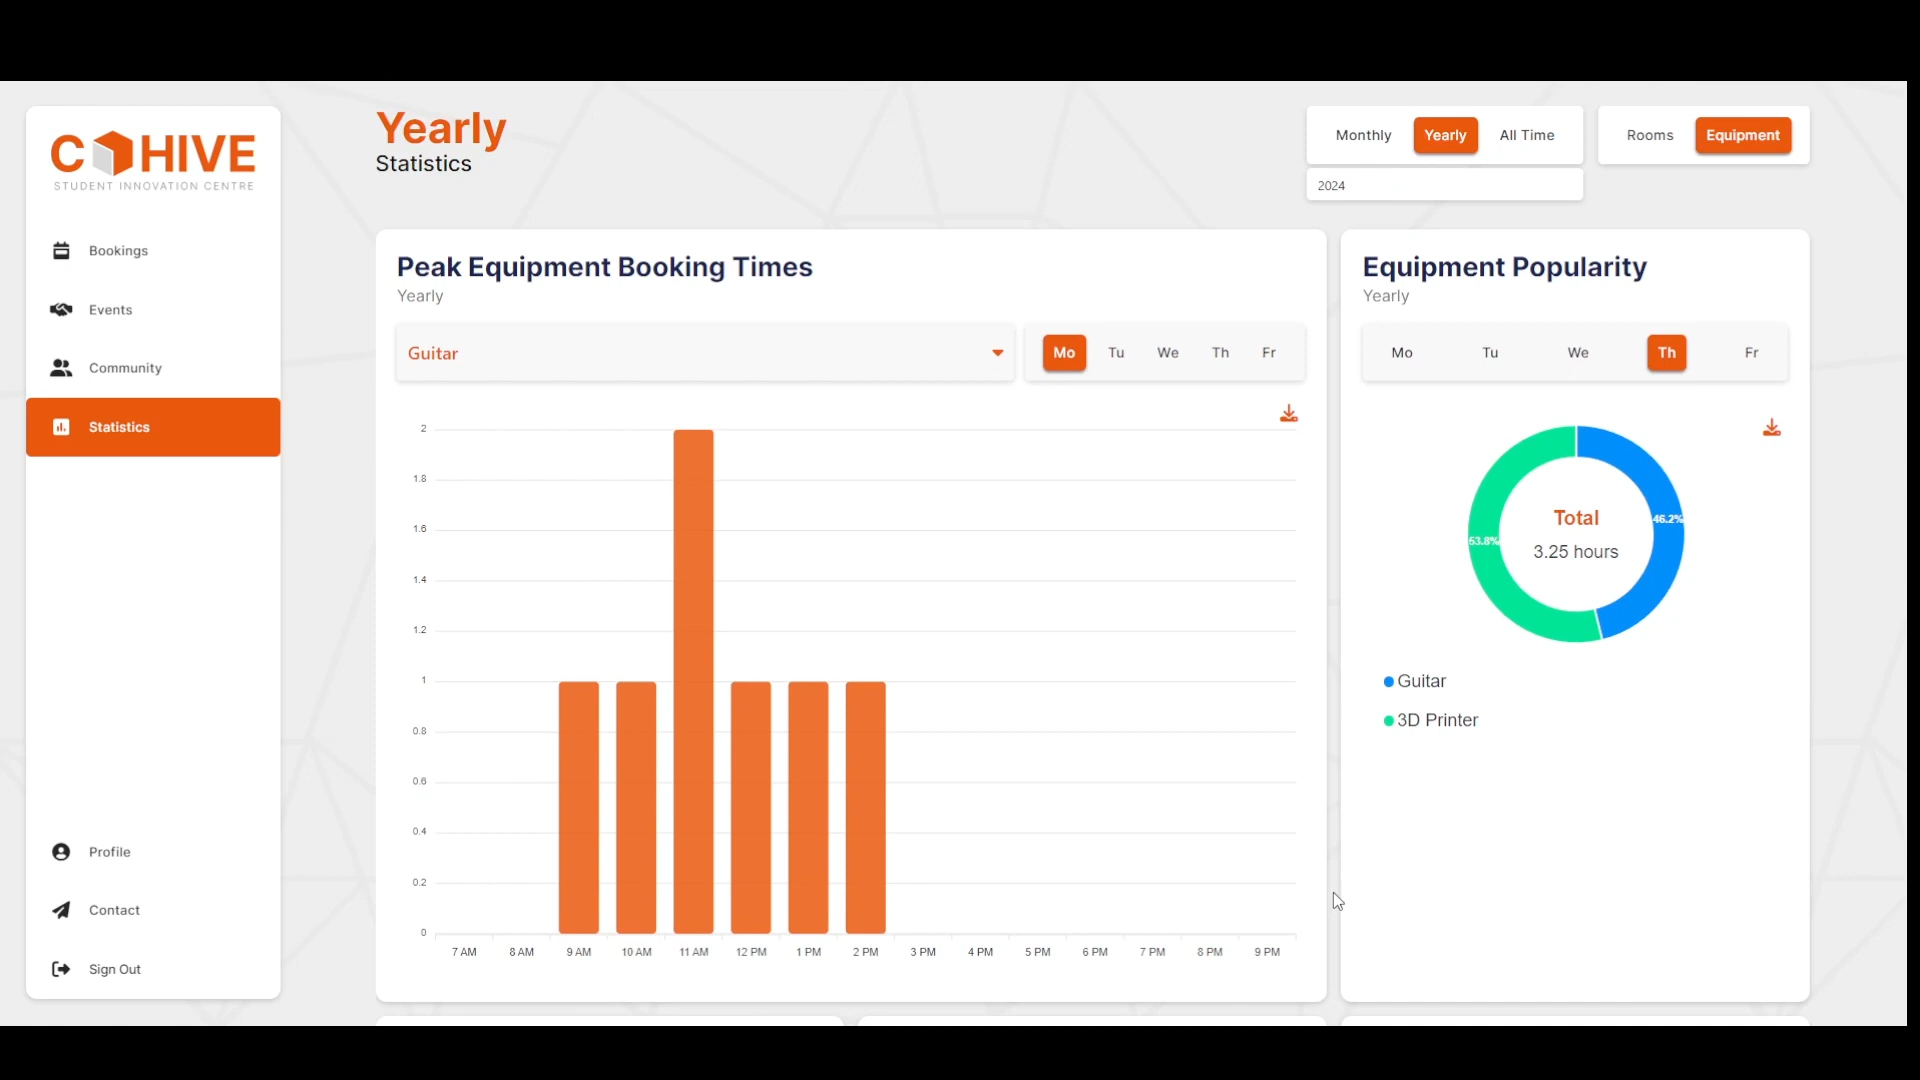 C HIVE
STUDENT INNOVATION CENTRE
Bookings
Events
Community
Statistics
Profile
Contact
Sign Out
Yearly
Statistics
Monthly Yearly All Time
2024
Rooms Equipment
Peak Equipment Booking Times
Yearly
Guitar
Mo Tu We Th Fr
2
1.8
1.6
1.4
1.2
1
0.8
0.6
0.4
0.2
0
7 AM 8 AM 9 AM 10 AM 11 AM 12 PM 1 PM 2 PM 3 PM 4 PM 5 PM 6 PM 7 PM 8 PM 9 PM
Equipment Popularity
Yearly
Mo Tu We Th Fr
46.2%
53.8%
Total
3.25 hours
Guitar
3D Printer